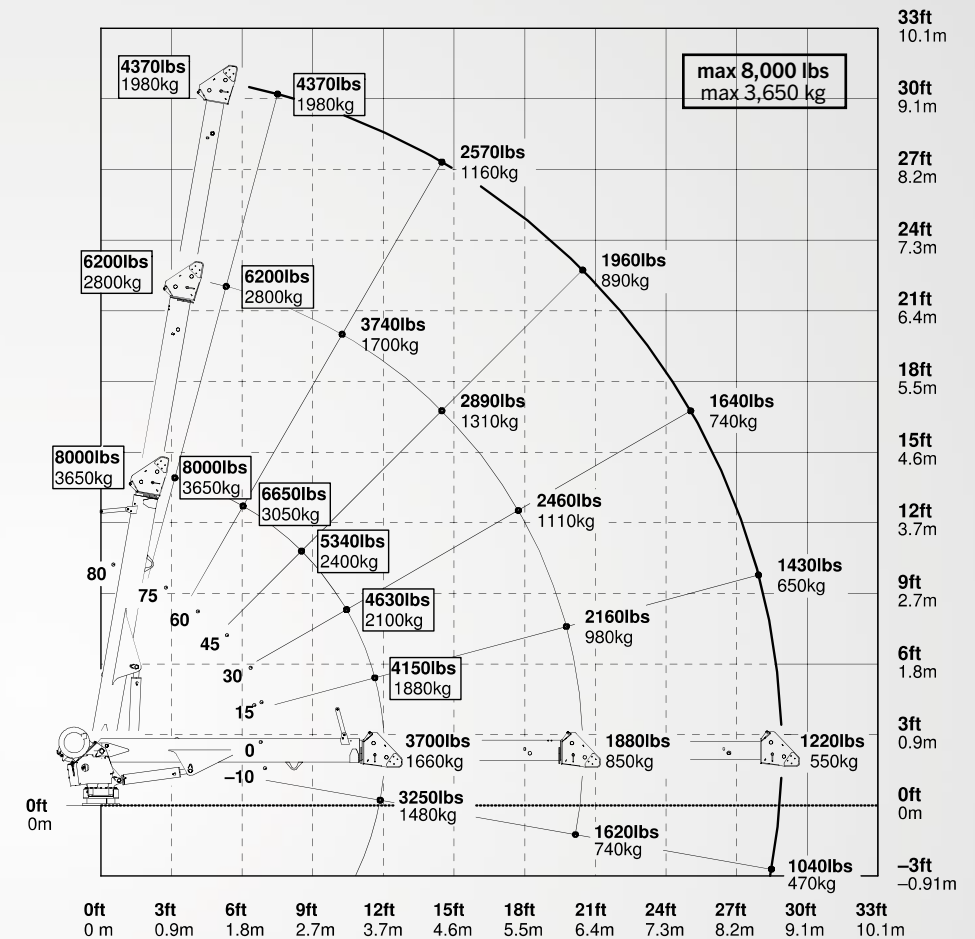 33ft
10.1m
4370lbs
1980kg
4370lbs
1980kg
max 8,000 lbs
max 3,650 kg
30ft
9.1m
2570lbs
1160kg
27ft
8.2m
24ft
7.3m
6200lbs
2800kg
6200lbs
2800kg
1960lbs
890kg
21ft
6.4m
3740lbs
1700kg
18ft
5.5m
2890lbs
1310kg
1640lbs
740kg
15ft
4.6m
8000lbs
3650kg
8000lbs
3650kg
6650lbs
3050kg
2460lbs
1110kg
12ft
3.7m
5340lbs
2400kg
80
75
60
45
30
15
0
–10
1430lbs
650kg
9ft
2.7m
4630lbs
2100kg
2160lbs
980kg
4150lbs
1880kg
6ft
1.8m
3700lbs
1660kg
1880lbs
850kg
1220lbs
550kg
3ft
0.9m
0ft
0m
3250lbs
1480kg
0ft
0m
1620lbs
740kg
1040lbs
470kg
–3ft
–0.91m
0ft 3ft 6ft 9ft 12ft 15ft 18ft 21ft 24ft 27ft 30ft 33ft
0 m 0.9m 1.8m 2.7m 3.7m 4.6m 5.5m 6.4m 7.3m 8.2m 9.1m 10.1m